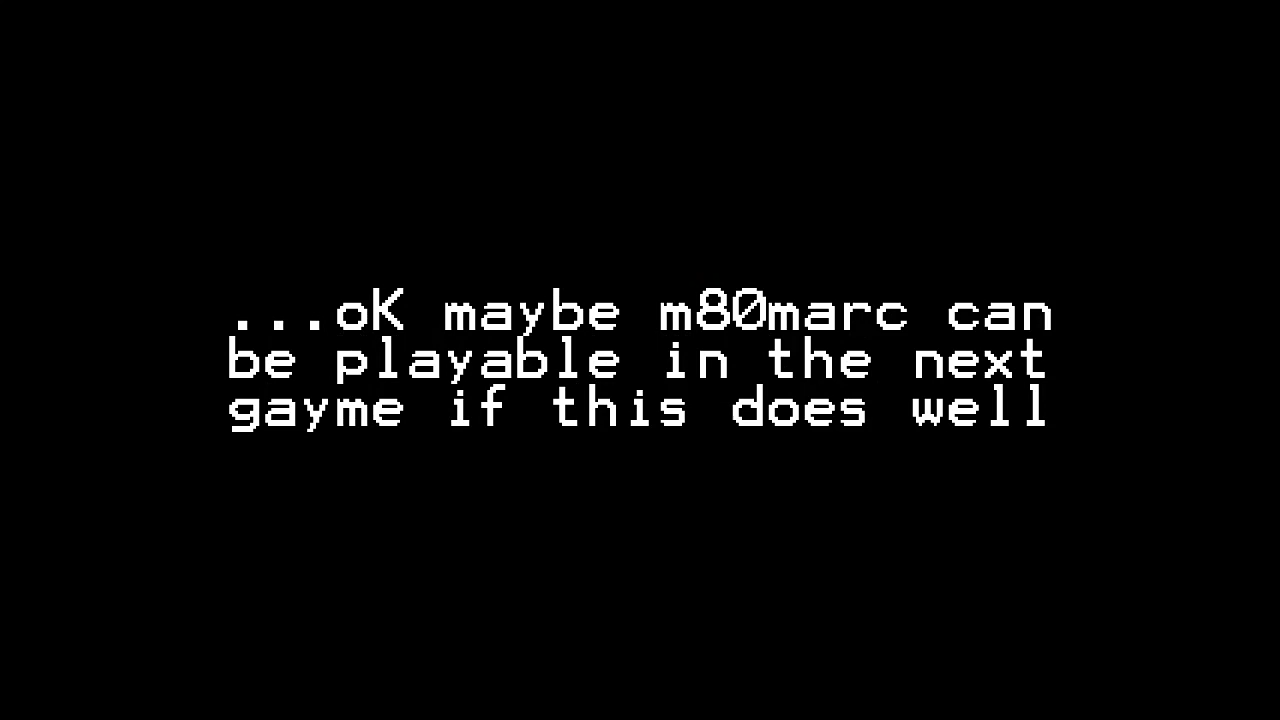 ...oK maybe m80marc can
be playable in the next
gayme if this does well